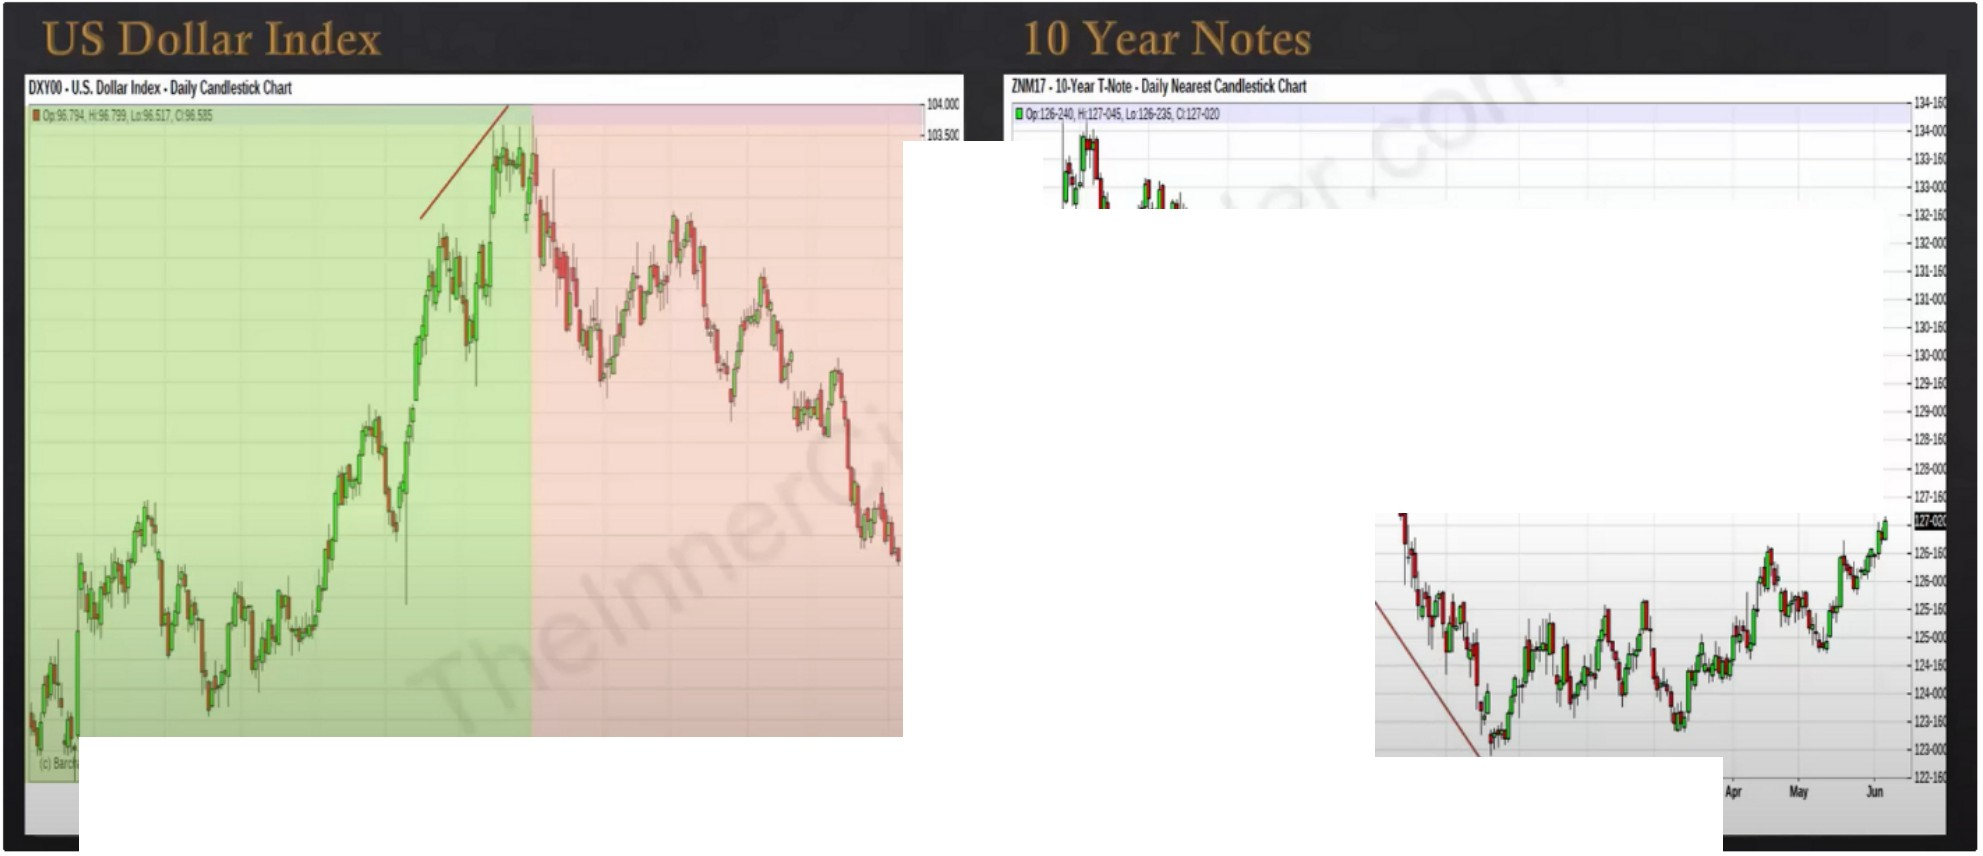 US Dollar Index
10 Year Notes
DXY00 - U.S. Dollar Index - Daily Candlestick Chart
Op:96.794, Hi:96.799, Lo:96.517, Cl:96.585
104.000
103.500
(c) Barch
TheInnerCi
ZNM17 - 10-Year T-Note - Daily Nearest Candlestick Chart
Op:126-240, Hi:127-045, Lo:126-235, Cl:127-020
er.com
134-160
134-000
133-160
133-000
132-160
132-000
131-160
131-000
130-160
130-000
129-160
129-000
128-160
128-000
127-160
127-020
126-160
126-000
125-160
125-000
124-160
124-000
123-160
123-000
122-160
Apr May Jun